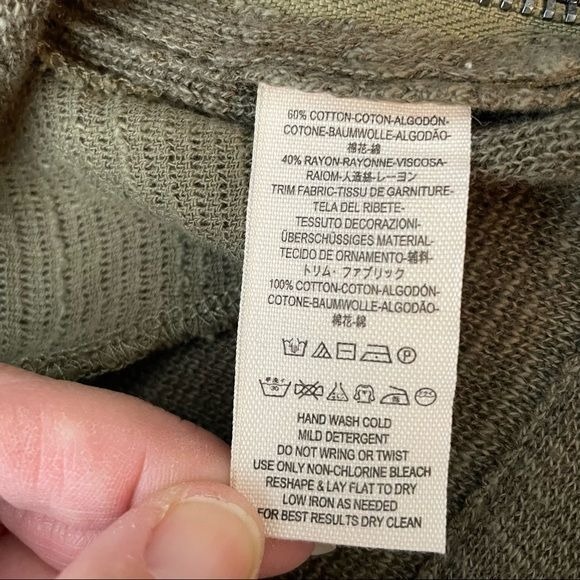 60% COTTON-COTON-ALGODÓN-
COTONE-BAUMWOLLE-ALGODÃO-
棉花-綿
40% RAYON-RAYONNE-VISCOSA-
RAIOM-人造絲-レーヨン
TRIM FABRIC-TISSU DE GARNITURE-
TELA DEL RIBETE-
TESSUTO DECORAZIONI-
ÜBERSCHÜSSIGES MATERIAL-
TECIDO DE ORNAMENTO-辅料-
トリム・ファブリック
100% COTTON-COTON-ALGODÓN-
COTONE-BAUMWOLLE-ALGODÃO-
棉花-綿
P
HAND WASH COLD
MILD DETERGENT
DO NOT WRING OR TWIST
USE ONLY NON-CHLORINE BLEACH
RESHAPE & LAY FLAT TO DRY
LOW IRON AS NEEDED
FOR BEST RESULTS DRY CLEAN